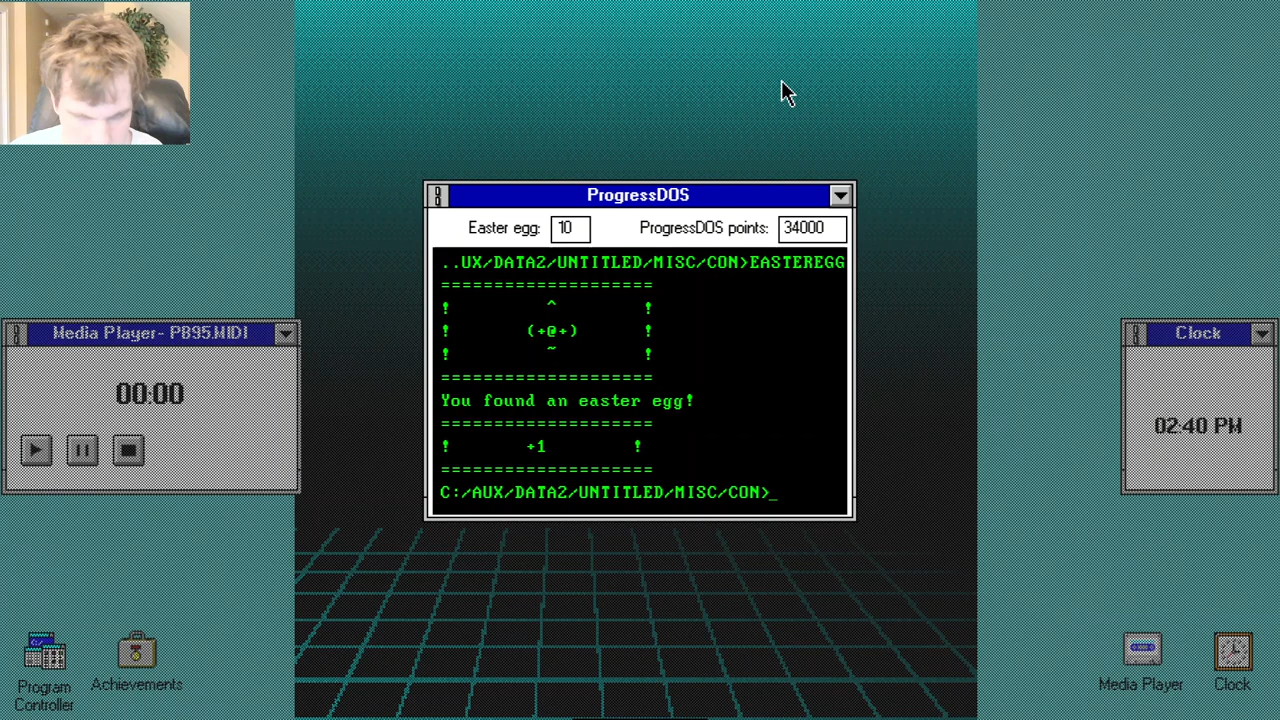 ProgressDOS
Easter egg: 10 ProgressDOS points: 34000
..UX/DATA2/UNTITLED/MISC/CON>EASTEREGG
====================
! ^ !
! (+@+) !
! ~ !
====================
You found an easter egg!
====================
! +1 !
====================
C:/AUX/DATA2/UNTITLED/MISC/CON>_
Media Player- PB95.MIDI
00:00
Clock
02:40 PM
Program
Controller
Achievements
Media Player
Clock